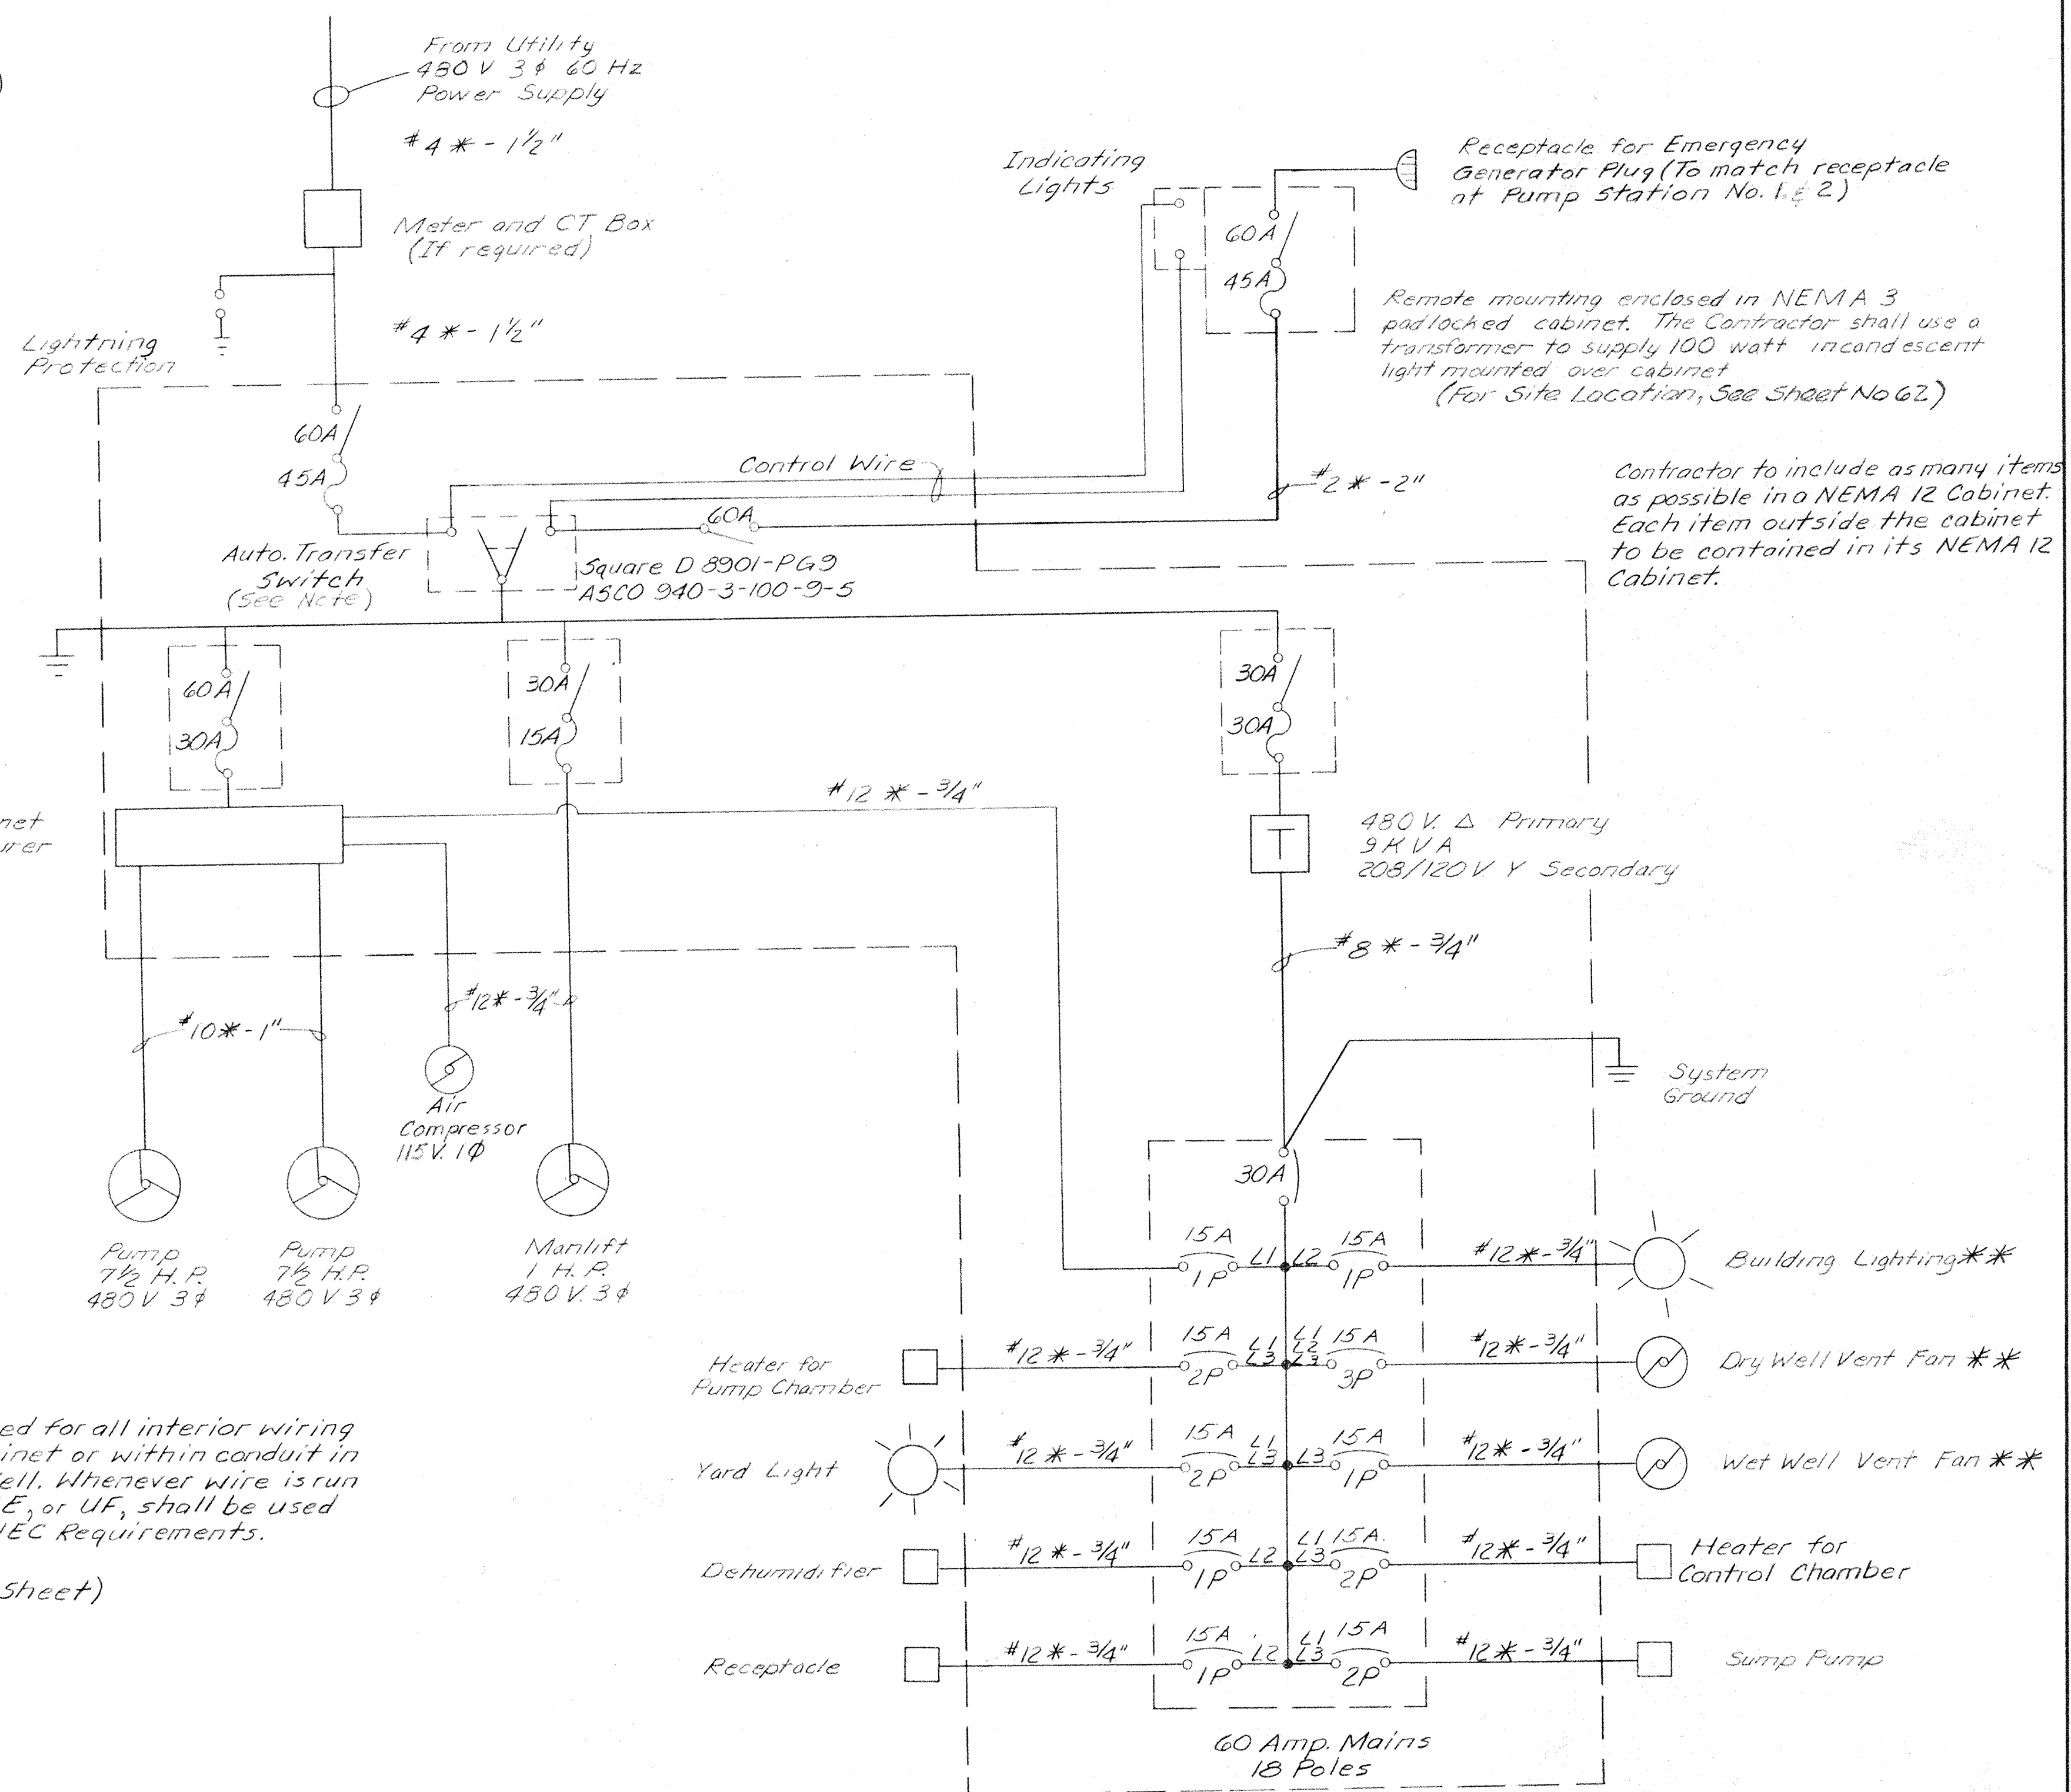 )
From Utility
480 V 3ϕ 60 Hz
Power Supply
#4 * - 1½"
Meter and CT Box
(If required)
Lightning
Protection
#4 * - 1½"
Indicating
Lights
60A
45A
Receptacle for Emergency
Generator Plug (To match receptacle
at Pump Station No. 1 & 2)
Remote mounting enclosed in NEMA 3
padlocked cabinet. The Contractor shall use a
transformer to supply 100 watt incandescent
light mounted over cabinet
(For Site Location, See Sheet No 62)
60A
45A
Control Wire
#2 * - 2"
Contractor to include as many items
as possible in a NEMA 12 Cabinet.
Each item outside the cabinet
to be contained in its NEMA 12
Cabinet.
60A
Auto. Transfer
Switch
(See Note)
Square D 8901-PG9
ASCO 940-3-100-9-5
60A
30A
30A
15A
30A
30A
net
urer
#12 * - ¾"
480 V. Δ Primary
9 KVA
208/120 V. Y Secondary
#8 * - ¾"
#12 * - ¾"
#10 * - 1"
Air
Compressor
115 V. 1ϕ
System
Ground
Pump
7½ H.P.
480 V 3ϕ
Pump
7½ H.P.
480 V 3ϕ
Manlift
1 H.P.
480 V. 3ϕ
30A
15A
1P
L1
L2
15A
1P
#12 * - ¾"
Building Lighting **
Heater for
Pump Chamber
#12 * - ¾"
15A
2P
L1
L3
L1
L2
L3
15A
3P
#12 * - ¾"
Dry Well Vent Fan **
Yard Light
#12 * - ¾"
15A
2P
L1
L3
L3
15A
1P
#12 * - ¾"
Wet Well Vent Fan **
Dehumidifier
#12 * - ¾"
15A
1P
L2
L1
L3
15A.
2P
#12 * - ¾"
Heater for
Control Chamber
Receptacle
#12 * - ¾"
15A
1P
L2
L1
L3
15A
2P
#12 * - ¾"
Sump Pump
60 Amp. Mains
18 Poles
ed for all interior wiring
inet or within conduit in
ell. Whenever wire is run
E, or UF, shall be used
NEC Requirements.
Sheet)